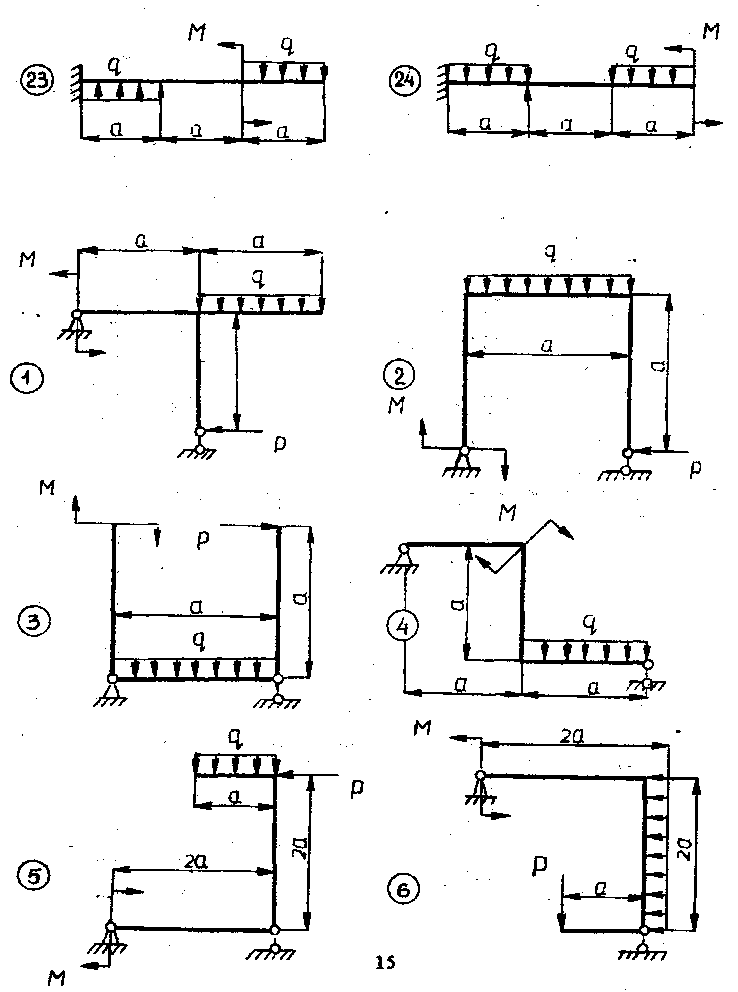 M M
23 q q 24 q q
a a a a a a
a a
M q q
1 a 2 a
M
P P
M M
P
a a a
3 q 4 q
a a
q M 2a
P
a
2a 2a P 2a
5 a 6
M 15